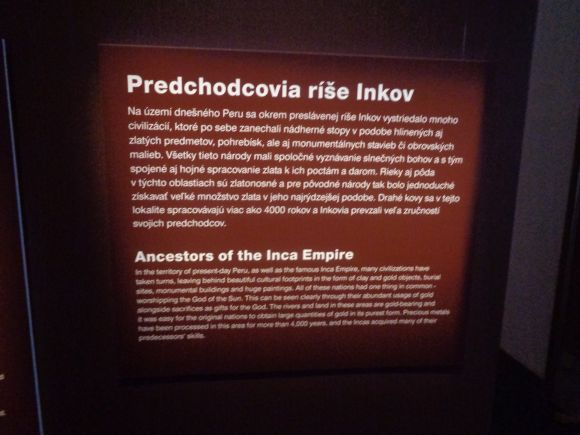 Predchodcovia ríše Inkov
Na území dnešného Peru sa okrem preslávenej ríše Inkov vystriedalo mnoho
civilizácií, ktoré po sebe zanechali nádherné stopy v podobe hlinených aj
zlatých predmetov, pohrebísk, ale aj monumentálnych stavieb či obrovských
malieb. Všetky tieto národy mali spoločné vyznávanie slnečných bohov a s tým
spojené aj hojné spracovanie zlata k ich poctám a darom. Rieky aj pôda
v týchto oblastiach sú zlatonosné a pre pôvodné národy tak bolo jednoduché
získavať veľké množstvo zlata v jeho najrýdzejšej podobe. Drahé kovy sa v tejto
lokalite spracovávajú viac ako 4000 rokov a Inkovia prevzali veľa zručností
svojich predchodcov.
Ancestors of the Inca Empire
In the territory of present-day Peru, as well as the famous Inca Empire, many civilizations have
taken turns, leaving behind beautiful cultural footprints in the form of clay and gold objects, burial
sites, monumental buildings and huge paintings. All of these nations had one thing in common -
worshipping the God of the Sun. This can be seen clearly through their abundant usage of gold
alongside sacrifices as gifts for the God. The rivers and land in these areas are gold-bearing and
it was easy for the original nations to obtain large quantities of gold in its purest form. Precious metals
have been processed in this area for more than 4,000 years, and the Incas acquired many of their
predecessors' skills.